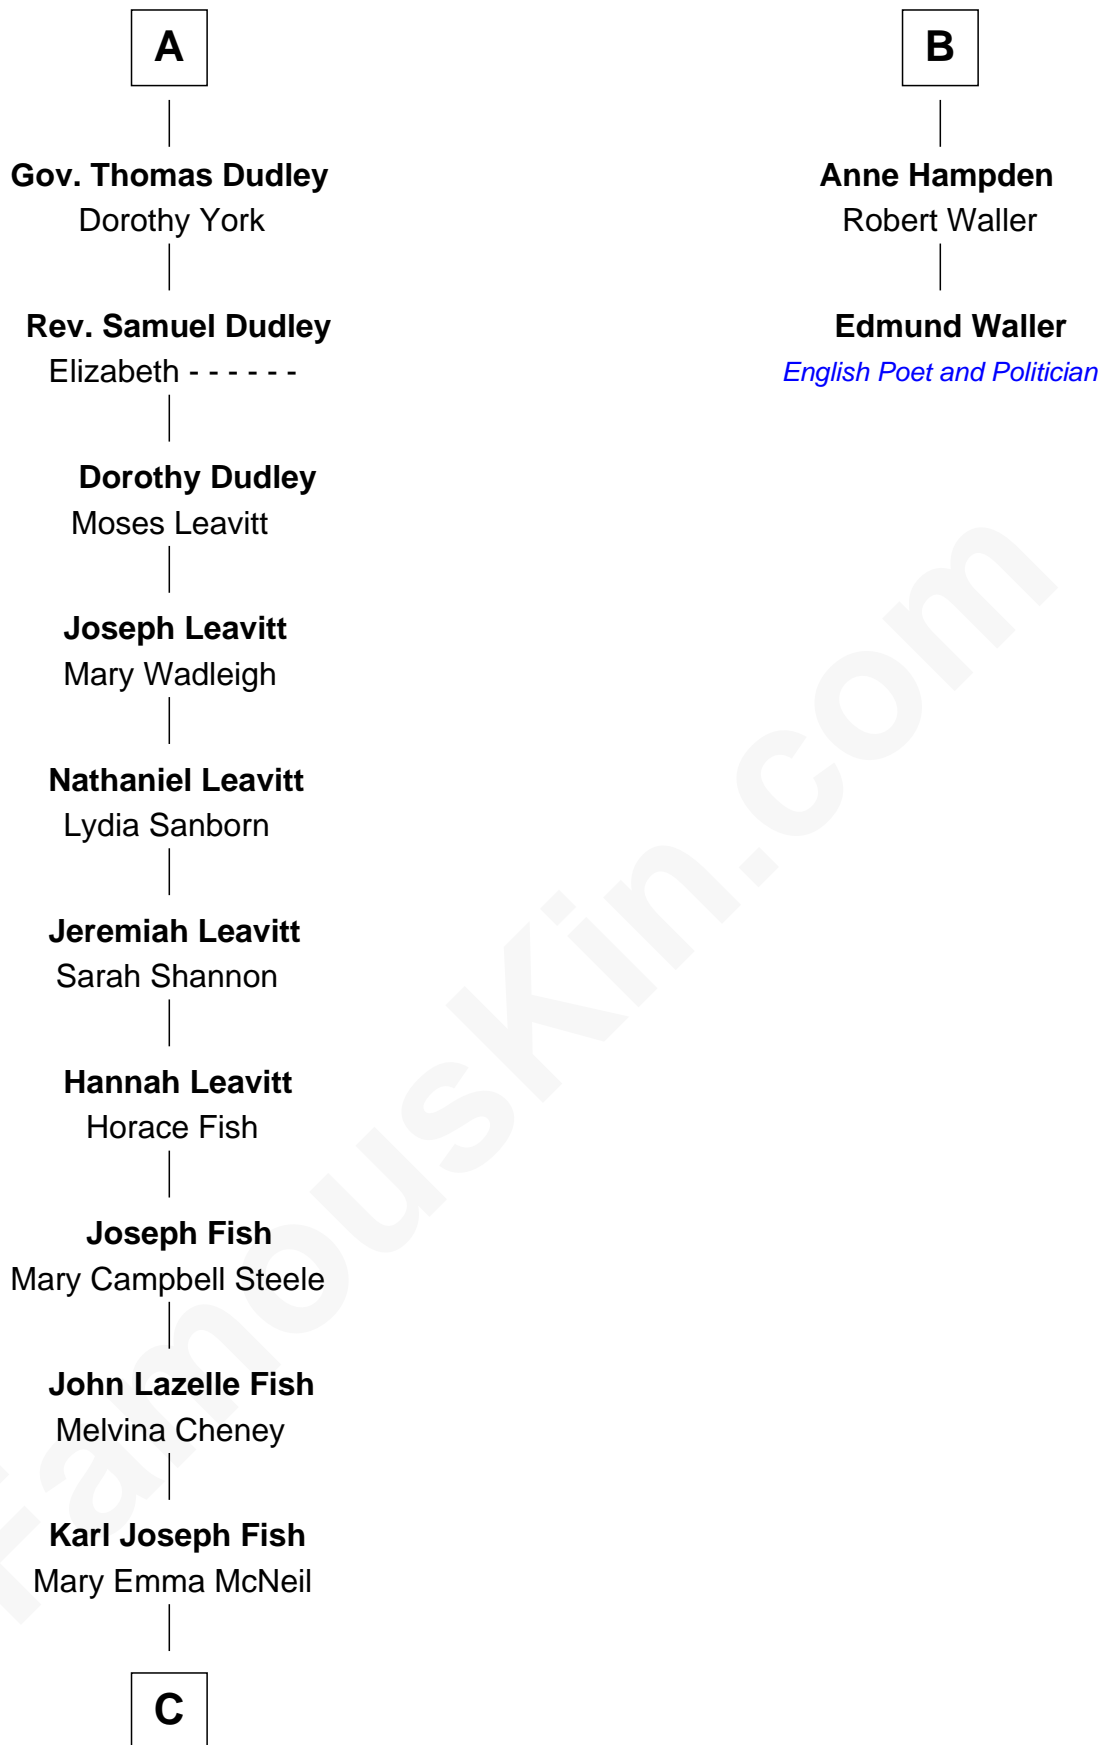 A
Gov. Thomas Dudley
Dorothy York
Rev. Samuel Dudley
Elizabeth - - - - - -
Dorothy Dudley
Moses Leavitt
Joseph Leavitt
Mary Wadleigh
Nathaniel Leavitt
Lydia Sanborn
Jeremiah Leavitt
Sarah Shannon
Hannah Leavitt
Horace Fish
Joseph Fish
Mary Campbell Steele
John Lazelle Fish
Melvina Cheney
Karl Joseph Fish
Mary Emma McNeil
C
B
Anne Hampden
Robert Waller
Edmund Waller
English Poet and Politician
FamousKin.com